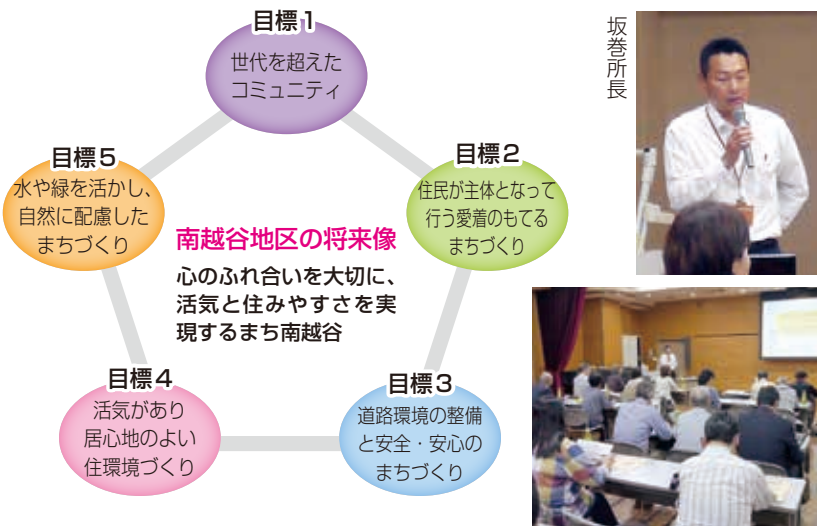 目標1
世代を超えた
コミュニティ
目標2
住民が主体となって
行う愛着のもてる
まちづくり
目標3
道路環境の整備
と安全・安心の
まちづくり
目標4
活気があり
居心地のよい
住環境づくり
目標5
水や緑を活かし、
自然に配慮した
まちづくり
南越谷地区の将来像
心のふれ合いを大切に、
活気と住みやすさを実
現するまち南越谷
坂巻所長